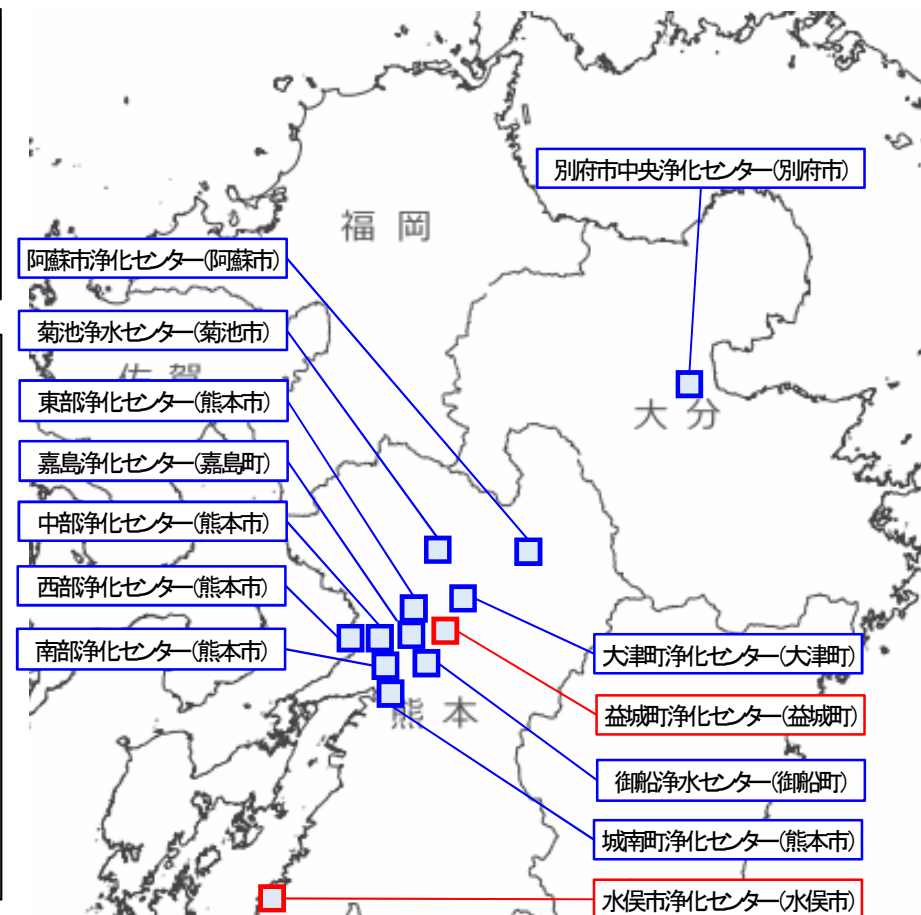 別府市中央浄化センター(別府市)
福岡
阿蘇市浄化センター(阿蘇市)
菊池浄水センター(菊池市)
佐賀
東部浄化センター(熊本市)
大分
嘉島浄化センター(嘉島町)
中部浄化センター(熊本市)
西部浄化センター(熊本市)
南部浄化センター(熊本市)
大津町浄化センター(大津町)
熊本
益城町浄化センター(益城町)
御船浄水センター(御船町)
城南町浄化センター(熊本市)
水俣市浄化センター(水俣市)